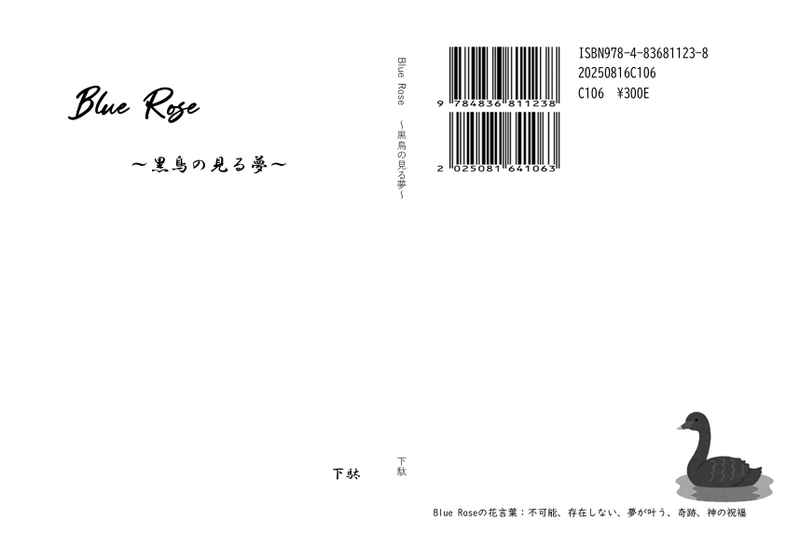 Blue Rose
～黒鳥の見る夢～
下駄
Blue Rose ～黒鳥の見る夢～
下駄
ISBN978-4-83681123-8
20250816C106
C106 ¥300E
9 784836 811238
2 025081 641063
Blue Roseの花言葉：不可能、存在しない、夢が叶う、奇跡、神の祝福